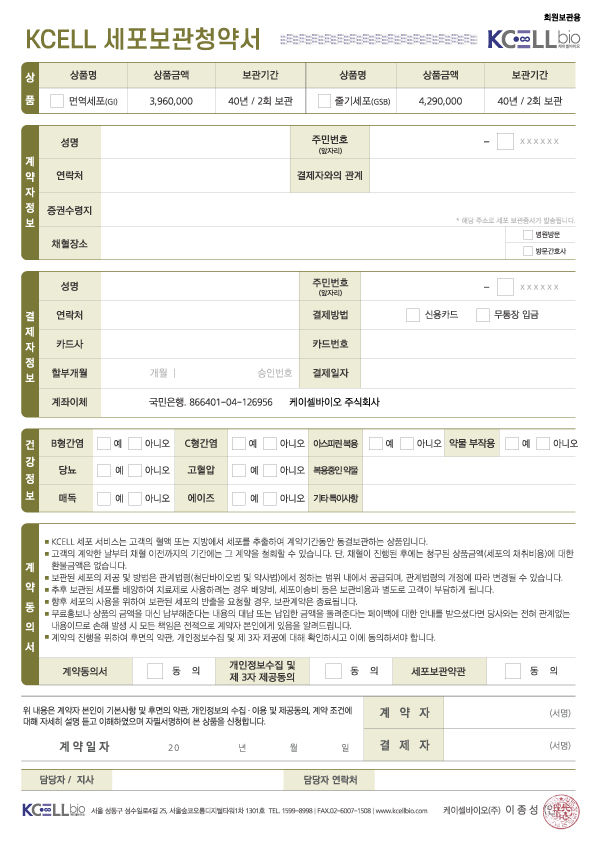 회원보관용
KCELL 세포보관청약서
KCELL bio
케이셀바이오
상품
상품명 상품금액 보관기간 상품명 상품금액 보관기간
면역세포(GI) 3,960,000 40년 / 2회 보관 줄기세포(GSB) 4,290,000 40년 / 2회 보관
계약자정보
성명 주민번호 (앞자리) - xxxxxx
연락처 결제자와의 관계
증권수령지
* 해당 주소로 세포 보관증서가 발송됩니다.
채혈장소 병원방문
방문간호사
결제자정보
성명 주민번호 (앞자리) - xxxxxx
연락처 결제방법 신용카드 무통장 입금
카드사 카드번호
할부개월 개월 | 승인번호 결제일자
계좌이체 국민은행. 866401-04-126956 케이셀바이오 주식회사
건강정보
B형간염 예 아니오 C형간염 예 아니오 아스피린 복용 예 아니오 약물 부작용 예 아니오
당뇨 예 아니오 고혈압 예 아니오 복용중인 약물
매독 예 아니오 에이즈 예 아니오 기타 특이사항
계약동의서
■ KCELL 세포 서비스는 고객의 혈액 또는 지방에서 세포를 추출하여 계약기간동안 동결보관하는 상품입니다.
■ 고객의 계약한 날부터 채혈 이전까지의 기간에는 그 계약을 철회할 수 있습니다. 단, 채혈이 진행된 후에는 청구된 상품금액(세포의 채취비용)에 대한
환불금액은 없습니다.
■ 보관된 세포의 제공 및 방법은 관계법령(첨단바이오법 및 약사법)에서 정하는 범위 내에서 공급되며, 관계법령의 개정에 따라 변경될 수 있습니다.
■ 추후 보관된 세포를 배양하여 치료제로 사용하려는 경우 배양비, 세포이송비 등은 보관비용과 별도로 고객이 부담하게 됩니다.
■ 향후 세포의 사용을 위하여 보관된 세포의 반출을 요청할 경우, 보관계약은 종료됩니다.
■ 무료홍보나 상품의 금액을 대신 납부해준다는 내용의 대납 또는 납입한 금액을 돌려준다는 페이백에 대한 안내를 받으셨다면 당사와는 전혀 관계없는
내용이므로 손해 발생 시 모든 책임은 전적으로 계약자 본인에게 있음을 알려드립니다.
■ 계약의 진행을 위하여 후면의 약관, 개인정보수집 및 제 3자 제공에 대해 확인하시고 이에 동의하셔야 합니다.
계약동의서 동 의 개인정보수집 및 제 3자 제공동의 동 의 세포보관약관 동 의
위 내용은 계약자 본인이 기본사항 및 후면의 약관, 개인정보의 수집 · 이용 및 제공동의, 계약 조건에
대해 자세히 설명 듣고 이해하였으며 자필서명하여 본 상품을 신청합니다.
계 약 자 (서명)
계약일자 20 년 월 일
결 제 자 (서명)
담당자 / 지사 담당자 연락처
KCELL bio 케이셀바이오 서울 성동구 성수일로4길 25, 서울숲코오롱디지털타워1차 1301호 TEL. 1599-8998 | FAX.02-6007-1508 | www.kcellbio.com 케이셀바이오(주) 이 종 성 (인)